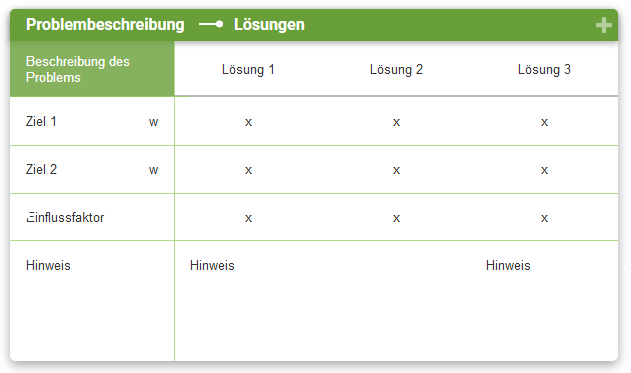 Problembeschreibung Lösungen
Beschreibung des
Problems
Lösung 1 Lösung 2 Lösung 3
Ziel 1 w x x x
Ziel 2 w x x x
Einflussfaktor x x x
Hinweis Hinweis Hinweis